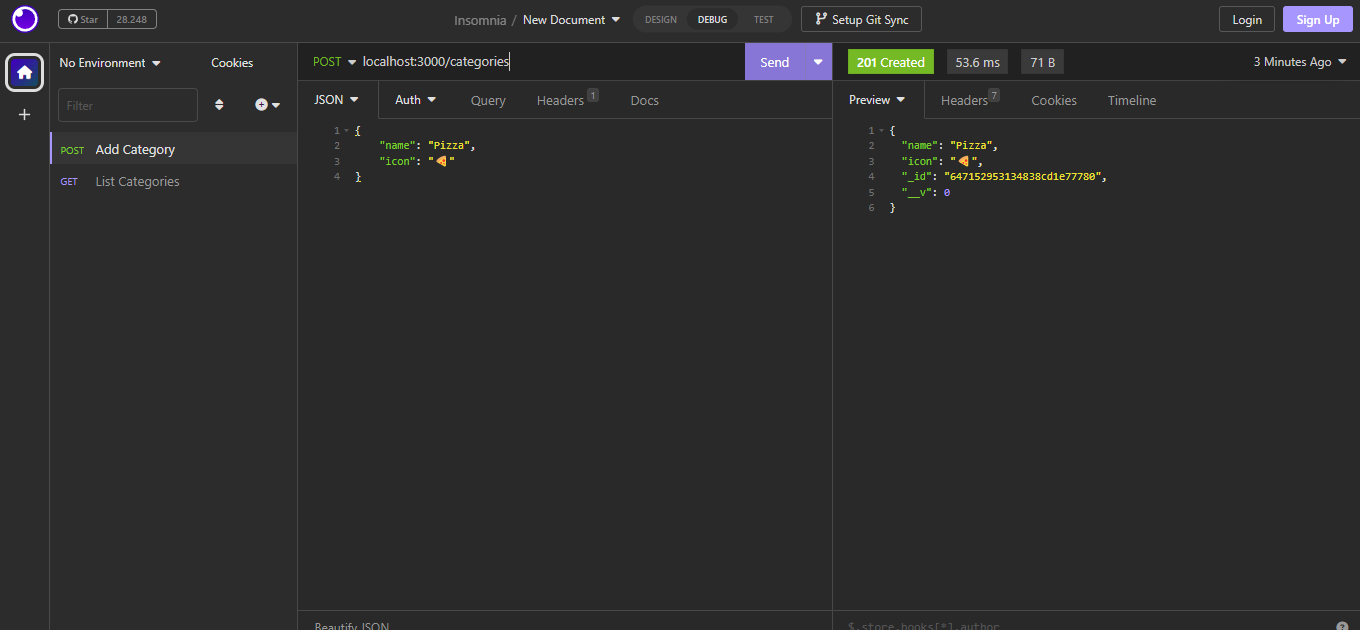 Star 28.248 Insomnia / New Document DESIGN DEBUG TEST Setup Git Sync Login Sign Up
No Environment Cookies
Filter
POST Add Category
GET List Categories
POST localhost:3000/categories Send
JSON Auth Query Headers 1 Docs
1 {
2 "name": "Pizza",
3 "icon": "🍕"
4 }
Beautify JSON
201 Created 53.6 ms 71 B 3 Minutes Ago
Preview Headers 7 Cookies Timeline
1 {
2 "name": "Pizza",
3 "icon": "🍕",
4 "_id": "647152953134838cd1e77780",
5 "__v": 0
6 }
$.store.books[*].author ?